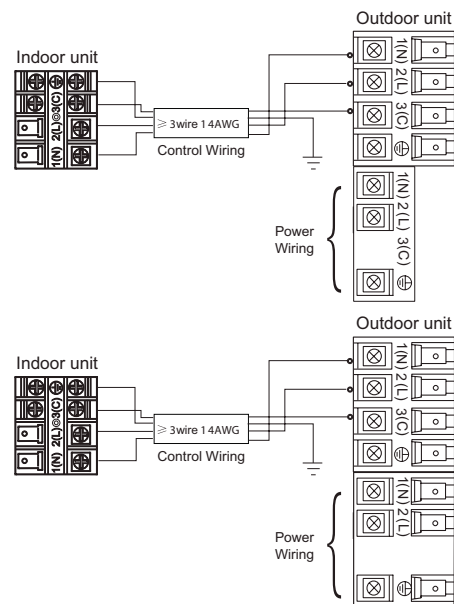 Outdoor unit
Indoor unit
1(N) 2(L) 3(C)
≥ 3wire 14AWG
Control Wiring
1(N) 2(L) 3(C)
1(N) 2(L) 3(C)
Power
Wiring
Outdoor unit
Indoor unit
1(N) 2(L) 3(C)
≥ 3wire 14AWG
Control Wiring
1(N) 2(L) 3(C)
1(N) 2(L)
Power
Wiring